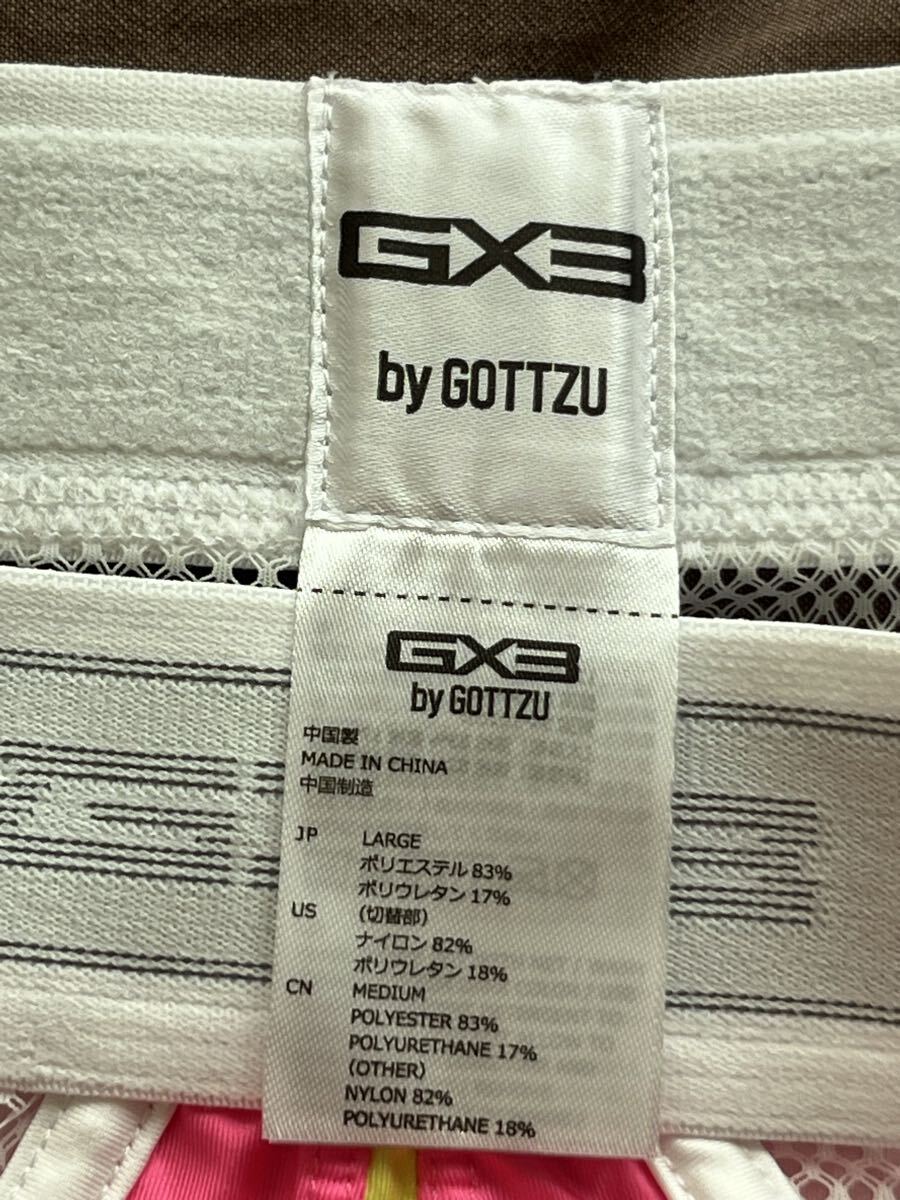 GX3
by GOTTZU
GX3
by GOTTZU
中国製
MADE IN CHINA
中国制造
JP LARGE
ポリエステル 83%
ポリウレタン 17%
US (切替部)
ナイロン 82%
ポリウレタン 18%
CN MEDIUM
POLYESTER 83%
POLYURETHANE 17%
(OTHER)
NYLON 82%
POLYURETHANE 18%